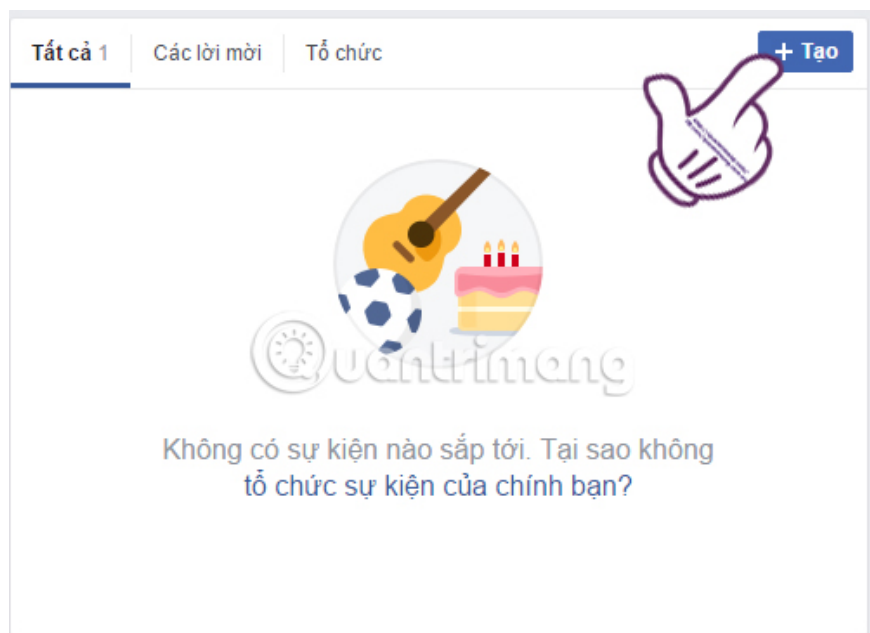 Tất cả 1 Các lời mời Tổ chức + Tạo
Quantrimang
Không có sự kiện nào sắp tới. Tại sao không
tổ chức sự kiện của chính bạn?